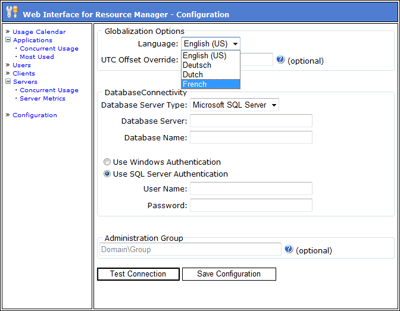 Web Interface for Resource Manager - Configuration
Usage Calendar
Applications
Concurrent Usage
Most Used
Users
Clients
Servers
Concurrent Usage
Server Metrics
Configuration
Globalization Options
Language: English (US)
UTC Offset Override: (optional)
English (US)
Deutsch
Dutch
French
DatabaseConnectivity
Database Server Type: Microsoft SQL Server
Database Server:
Database Name:
Use Windows Authentication
Use SQL Server Authentication
User Name:
Password:
Administration Group
Domain\Group (optional)
Test Connection Save Configuration